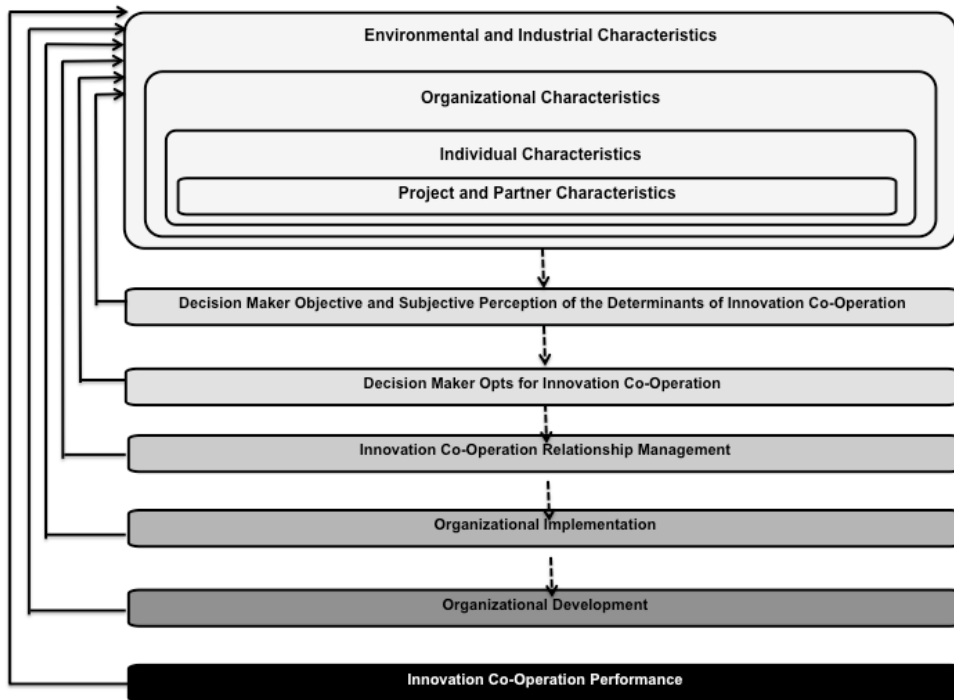 Environmental and Industrial Characteristics
Organizational Characteristics
Individual Characteristics
Project and Partner Characteristics
Decision Maker Objective and Subjective Perception of the Determinants of Innovation Co-Operation
Decision Maker Opts for Innovation Co-Operation
Innovation Co-Operation Relationship Management
Organizational Implementation
Organizational Development
Innovation Co-Operation Performance